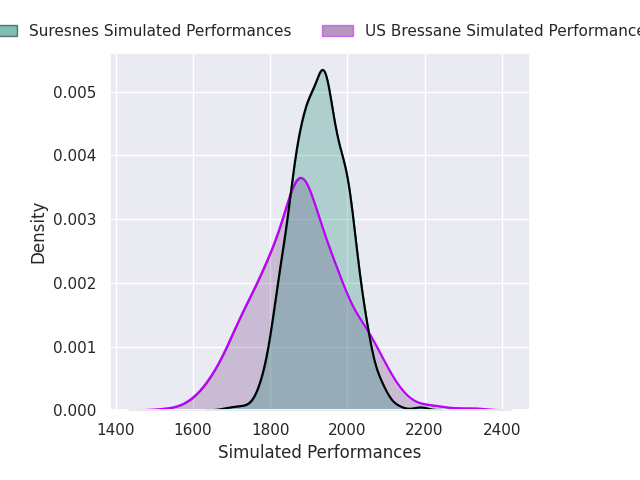 Suresnes Simulated Performances
US Bressane Simulated Performance
0.005
0.004
0.003
0.002
0.001
0.000
Density
1400 1600 1800 2000 2200 2400
Simulated Performances